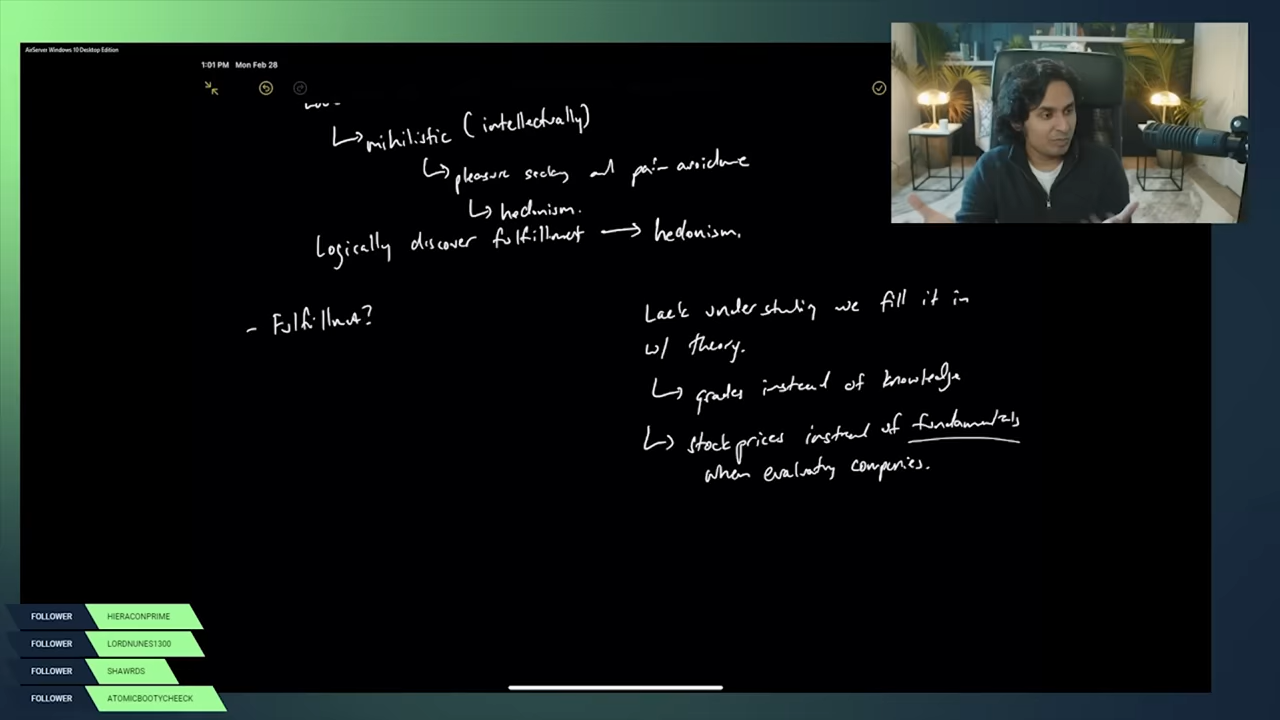 AirServer Windows 10 Desktop Edition
1:01 PM Mon Feb 28
↳ nihilistic (intellectually)
↳ pleasure seeking and pain avoidance
↳ hedonism.
Logically discover fulfillment → hedonism.
- Fulfillment?
Lack understanding we fill it in
w/ theory.
↳ grades instead of knowledge
↳ stock prices instead of fundamentals
when evaluating companies.
FOLLOWER HIERACONPRIME
FOLLOWER LORDNUNES1300
FOLLOWER SHAWRDS
FOLLOWER ATOMICBOOTYCHEECK